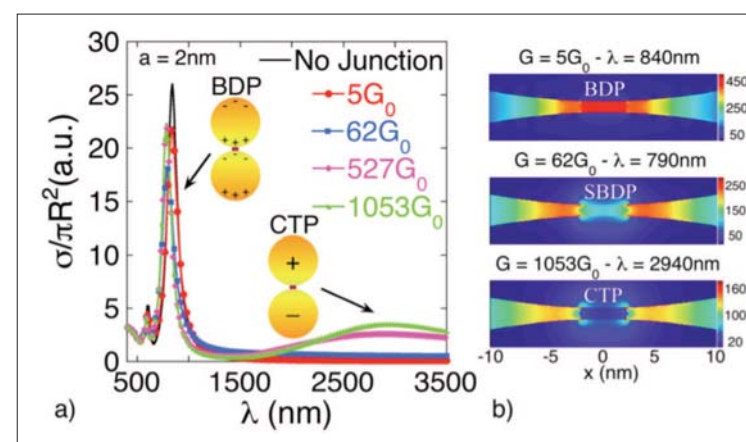 30
25
20
15
10
5
0
σ/πR²(a.u.)
a = 2nm
No Junction
BDP
5G₀
62G₀
527G₀
1053G₀
CTP
+
−
500 1500 2500 3500
λ (nm)
a)
G = 5G₀ - λ = 840nm
BDP
450
250
50
G = 62G₀ - λ = 790nm
SBDP
250
150
50
G = 1053G₀ - λ = 2940nm
CTP
160
100
20
-10 -5 0 5 10
x (nm)
b)